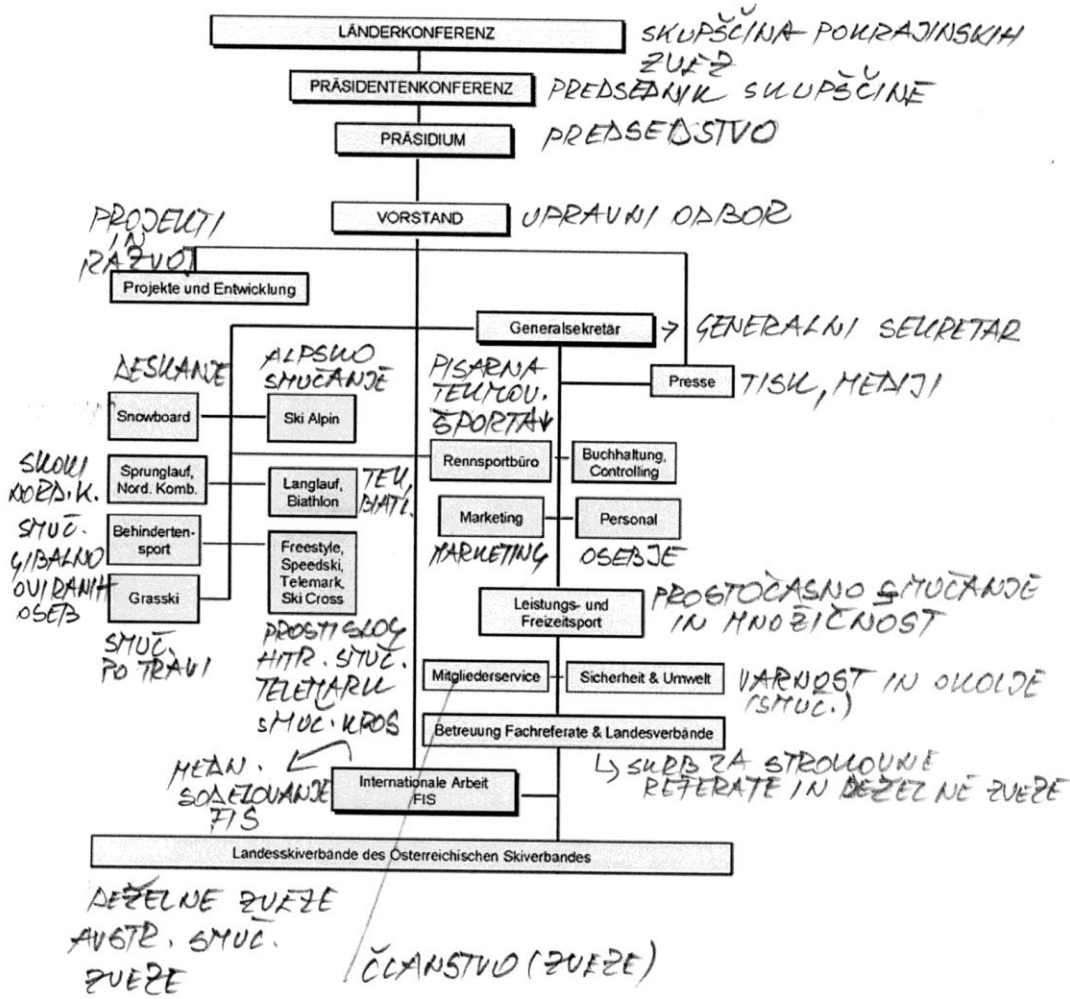 LÄNDERKONFERENZ
SKUPŠČINA POKRAJINSKIH
ZVEZ
PRÄSIDENTENKONFERENZ
PREDSEDNIK SKUPŠČINE
PRÄSIDIUM
PREDSEDSTVO
VORSTAND
UPRAVNI ODBOR
PROJEKTI
IN
RAZVOJ
Projekte und Entwicklung
Generalsekretär
→ GENERALNI SEKRETAR
Presse
TISK, MEDIJI
DESKANJE
Snowboard
ALPSKO
SMUČANJE
Ski Alpin
PISARNA
TEKMOV.
ŠPORTA
Rennsportbüro
Buchhaltung,
Controlling
SKOKI
NORD.K.
Sprunglauf,
Nord. Komb.
Langlauf,
Biathlon
TEK,
BIATL.
Marketing
MARKETING
Personal
OSEBJE
SMUČ.
GIBALNO
OVIRANIH
OSEB
Behinderten-
sport
Freestyle,
Speedski,
Telemark,
Ski Cross
PROSTI SLOG
HITR. SMUČ.
TELEMARK
SMUČ. KROS
Grasski
SMUČ.
PO TRAVI
Leistungs- und
Freizeitsport
PROSTOČASNO SMUČANJE
IN MNOŽIČNOST
Mitgliederservice
Sicherheit & Umwelt
VARNOST IN OKOLJE
(SMUČ.)
Betreuung Fachreferate & Landesverbände
↳ SKRB ZA STROKOVNE
REFERATE IN DEŽELNE ZVEZE
MEDN.
SODELOVANJE
FIS
Internationale Arbeit
FIS
Landesskiverbände des Österreichischen Skiverbandes
DEŽELNE ZVEZE
AVSTR. SMUČ.
ZVEZE
ČLANSTVO (ZVEZE)